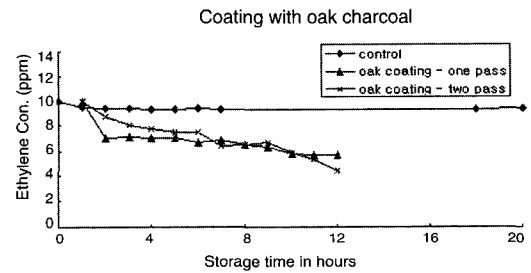 Coating with oak charcoal
Ethylene Con. (ppm)
14
12
10
8
6
4
2
0
control
oak coating - one pass
oak coating - two pass
0 4 8 12 16 20
Storage time in hours